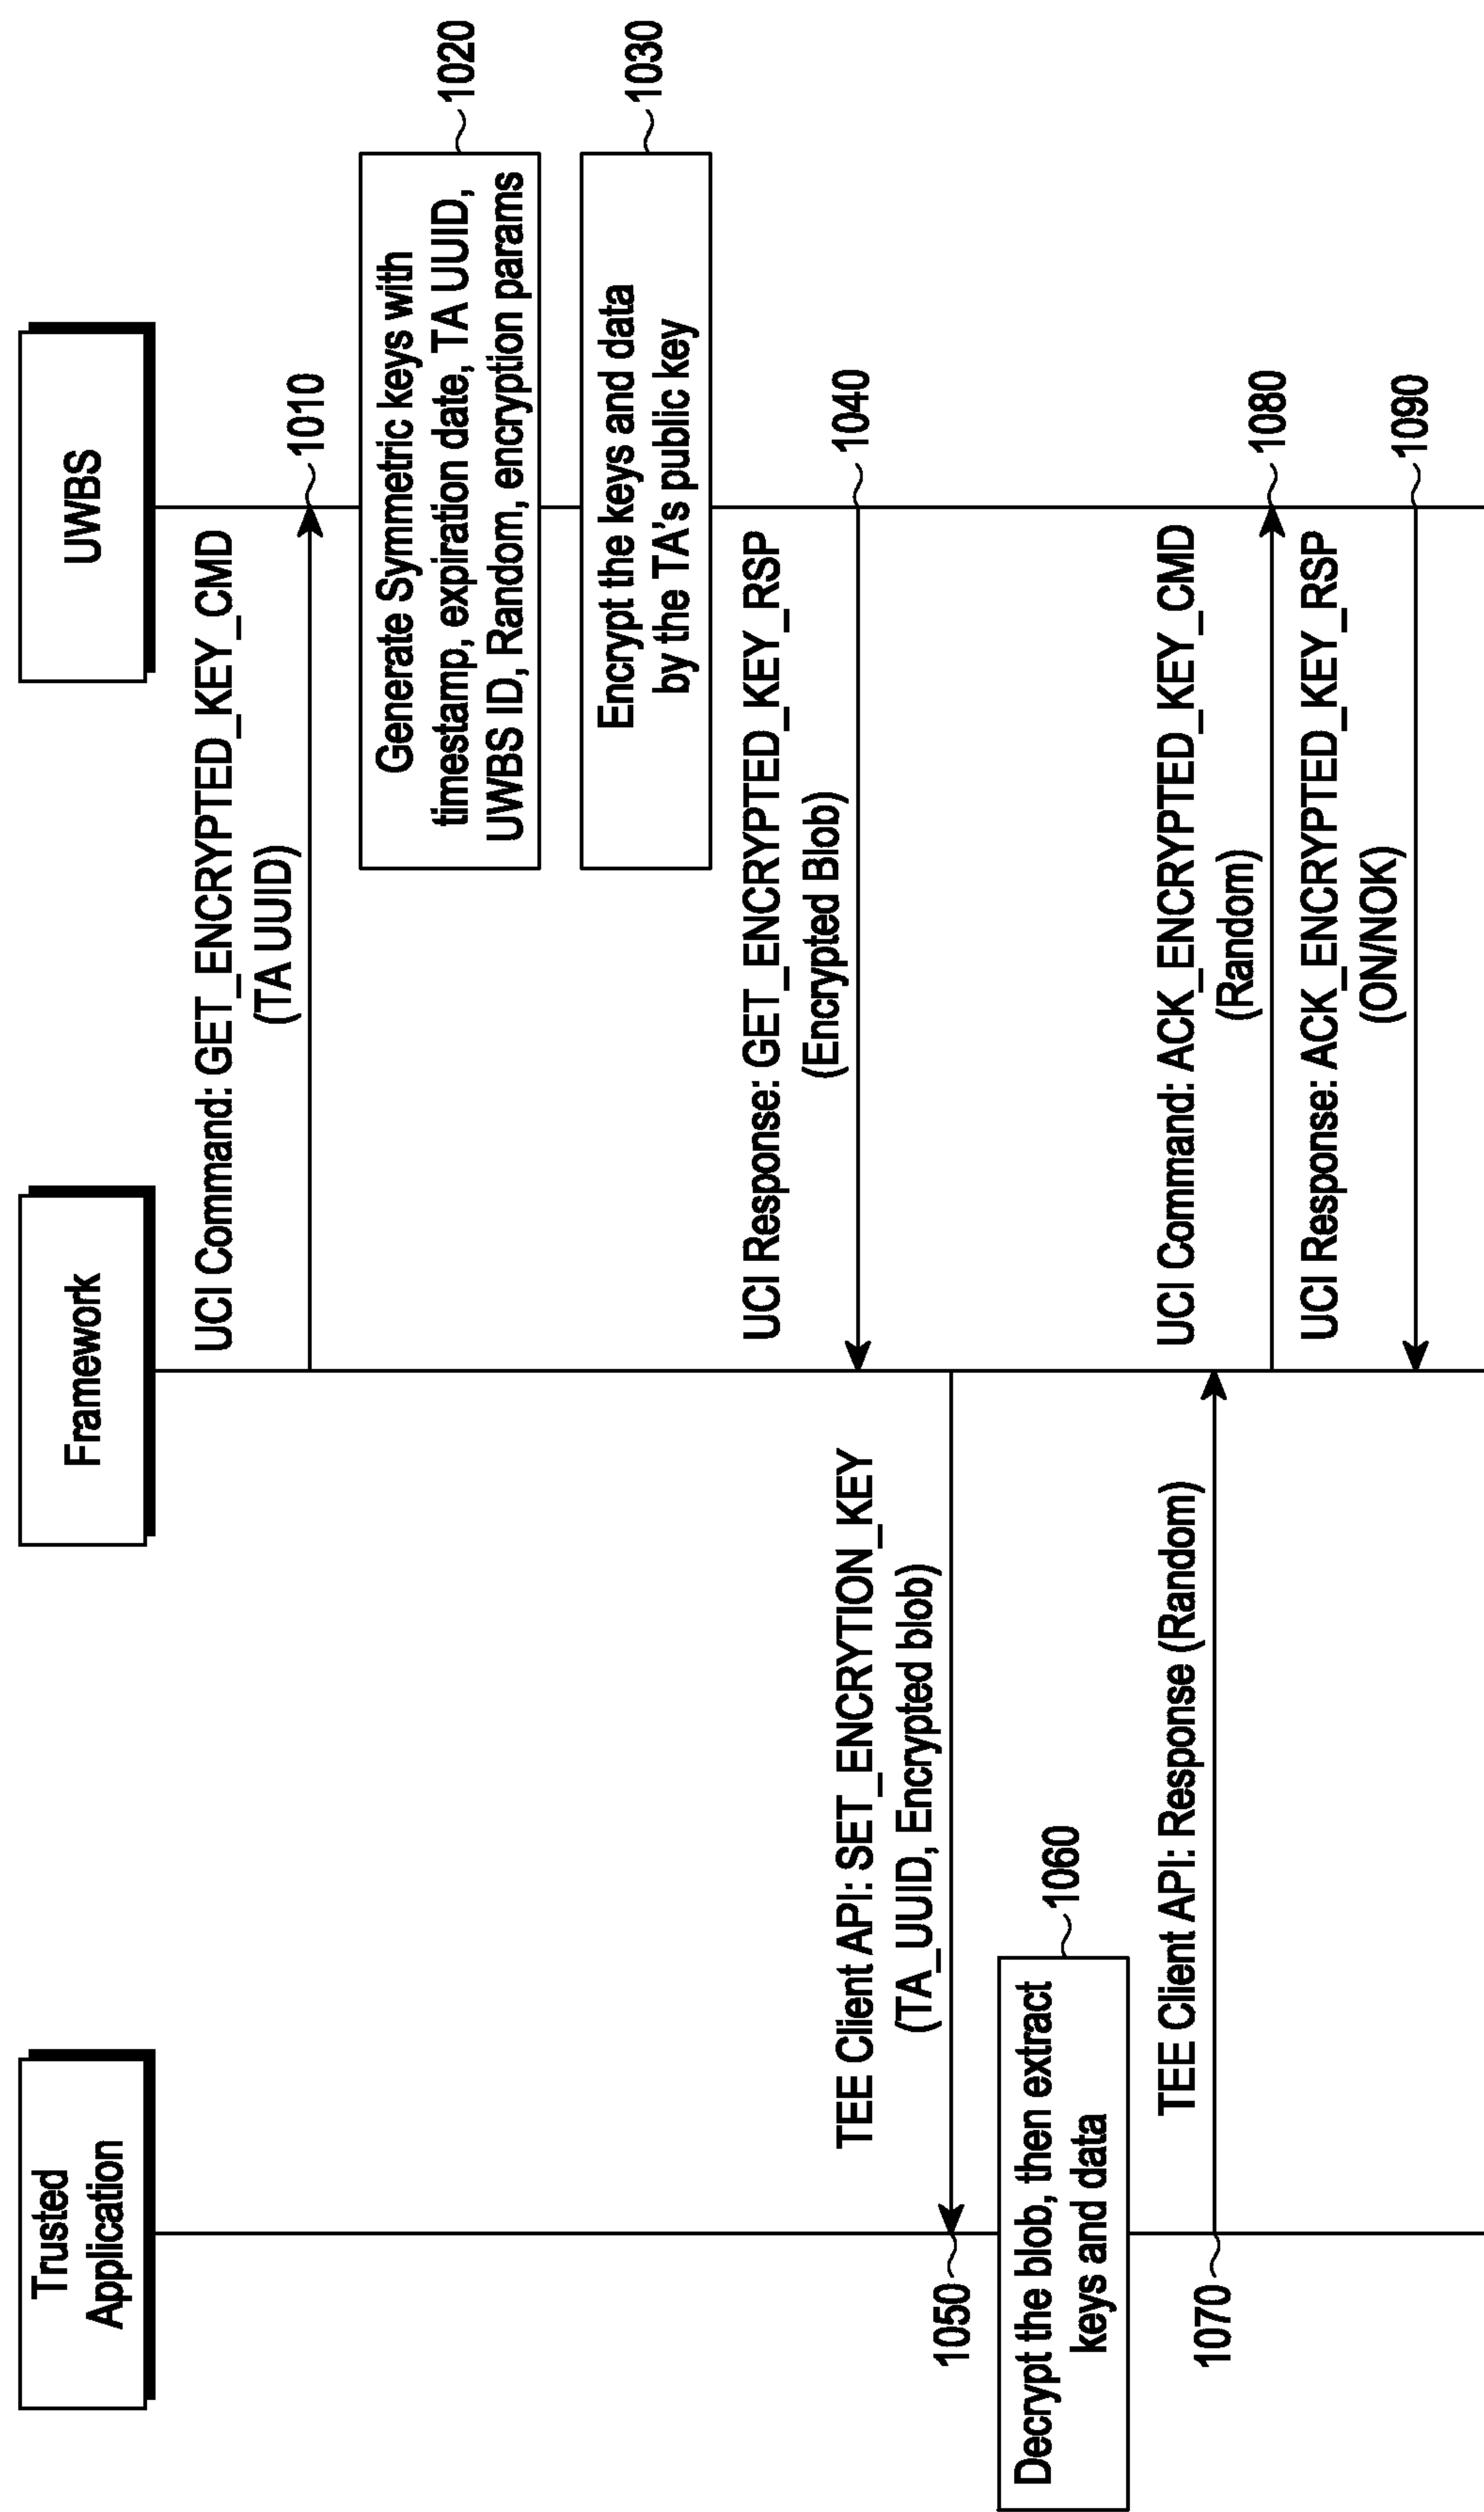 Trusted
Application
Framework
UWBS
UCI Command: GET_ENCRYPTED_KEY_CMD
(TA UUID)
1010
Generate Symmetric keys with
timestamp, expiration date, TA UUID,
UWBS ID, Random, encryption params
1020
Encrypt the keys and data
by the TA's public key
1030
UCI Response: GET_ENCRYPTED_KEY_RSP
(Encrypted Blob)
1040
TEE Client API: SET_ENCRYTION_KEY
(TA_UUID, Encrypted blob)
1050
Decrypt the blob, then extract
keys and data
1060
TEE Client API: Response (Random)
1070
UCI Command: ACK_ENCRYPTED_KEY_CMD
(Random)
1080
UCI Response: ACK_ENCRYPTED_KEY_RSP
(ON/NOK)
1090